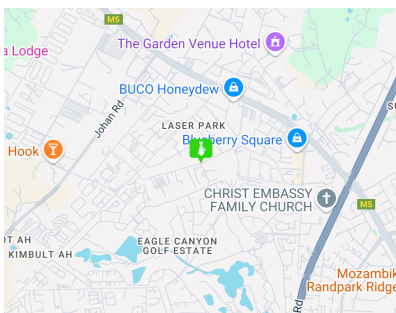 M5
The Garden Venue Hotel
a Lodge
BUCO Honeydew
Johan Rd
LASER PARK
Blueberry Square
Hook
CHRIST EMBASSY
FAMILY CHURCH
M5
OT AH
KIMBULT AH
EAGLE CANYON
GOLF ESTATE
Mozambik
Randpark Ridge
Rd